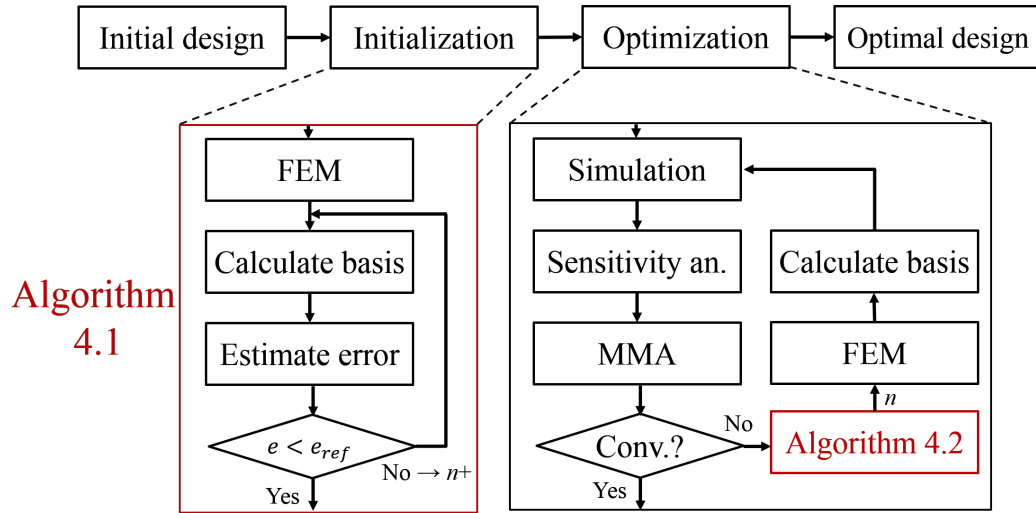 Initial design
Initialization
Optimization
Optimal design
Algorithm
4.1
FEM
Calculate basis
Estimate error
e < e_ref
No → n+
Yes
Simulation
Sensitivity an.
MMA
Conv.?
No
Yes
Algorithm 4.2
n
FEM
Calculate basis